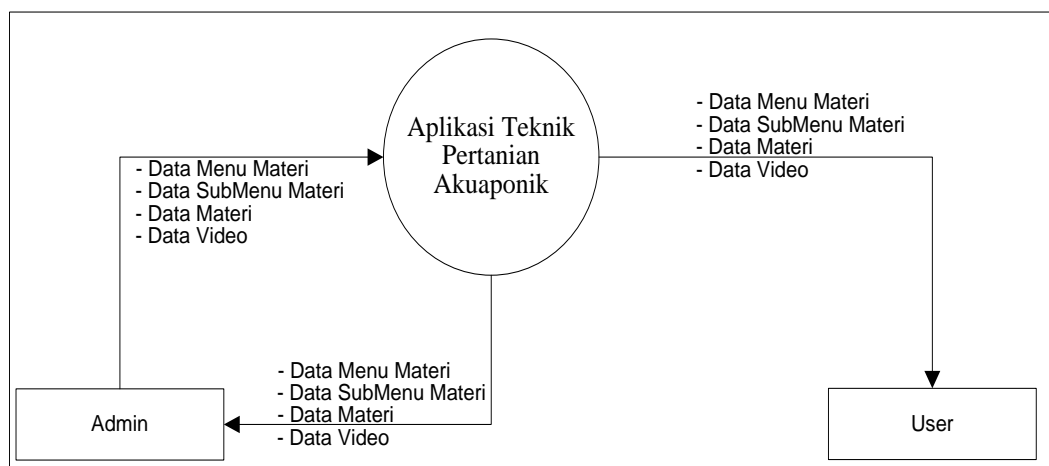 Aplikasi Teknik
Pertanian
Akuaponik
- Data Menu Materi
- Data SubMenu Materi
- Data Materi
- Data Video
- Data Menu Materi
- Data SubMenu Materi
- Data Materi
- Data Video
- Data Menu Materi
- Data SubMenu Materi
- Data Materi
- Data Video
Admin
User